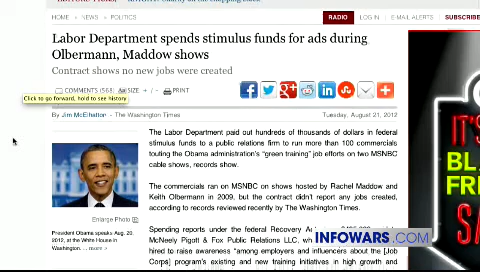 HOME NEWS POLITICS
RADIO LOG IN E-MAIL ALERTS SUBSCRIBE
Labor Department spends stimulus funds for ads during
Olbermann, Maddow shows
Contract shows no new jobs were created
COMMENTS (568) SIZE + / - PRINT
Click to go forward, hold to see history
By Jim McElhatton - The Washington Times Tuesday, August 21, 2012
The Labor Department paid out hundreds of thousands of dollars in federal
stimulus funds to a public relations firm to run more than 100 commercials
touting the Obama administration's "green training" job efforts on two MSNBC
cable shows, records show.
The commercials ran on MSNBC on shows hosted by Rachel Maddow and
Keith Olbermann in 2009, but the contract didn't report any jobs created,
according to records reviewed recently by The Washington Times.
Enlarge Photo
President Obama speaks Aug. 20,
2012, at the White House in
Washington. ... more >
Spending reports under the federal Recovery
McNeely Pigott & Fox Public Relations LLC,
hired to raise awareness "among employers and influencers about the [Job
Corps] program's existing and new training initiatives in high growth and
INFOWARS.COM
IT'S